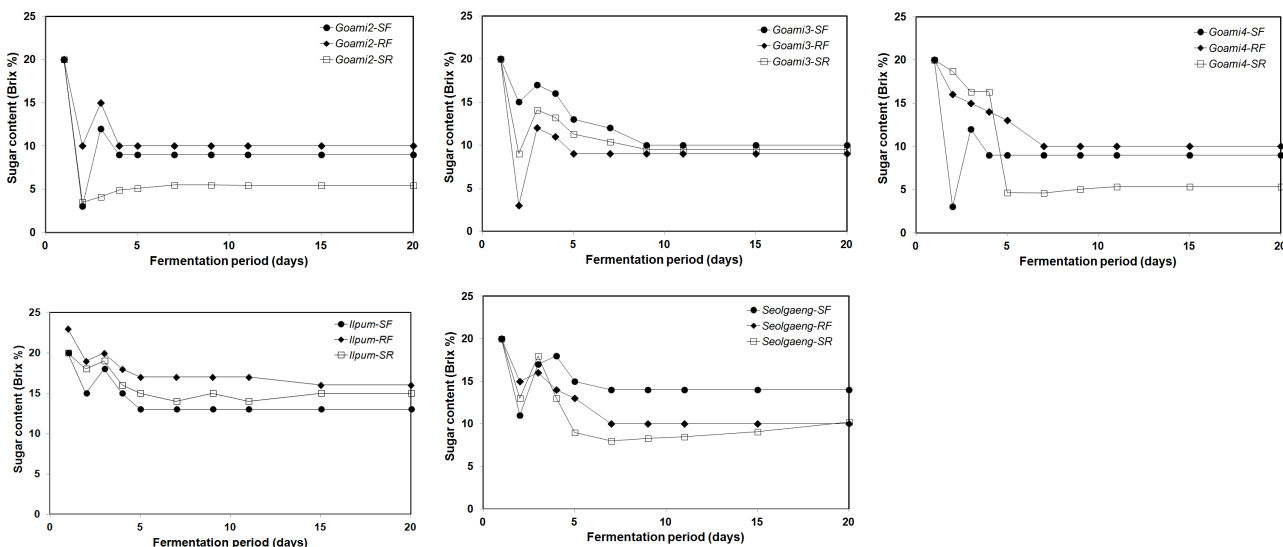 Sugar content (Brix %)
25
20
15
10
5
0
Goami2-SF
Goami2-RF
Goami2-SR
0
5
10
15
20
Fermentation period (days)
Sugar content (Brix %)
25
20
15
10
5
0
Goami3-SF
Goami3-RF
Goami3-SR
0
5
10
15
20
Fermentation period (days)
Sugar content (Brix %)
25
20
15
10
5
0
Goami4-SF
Goami4-RF
Goami4-SR
0
5
10
15
20
Fermentation period (days)
Sugar content (Brix %)
25
20
15
10
5
0
Ilpum-SF
Ilpum-RF
Ilpum-SR
0
5
10
15
20
Fermentation period (days)
Sugar content (Brix %)
25
20
15
10
5
0
Seolgaeng-SF
Seolgaeng-RF
Seolgaeng-SR
0
5
10
15
20
Fermentation period (days)